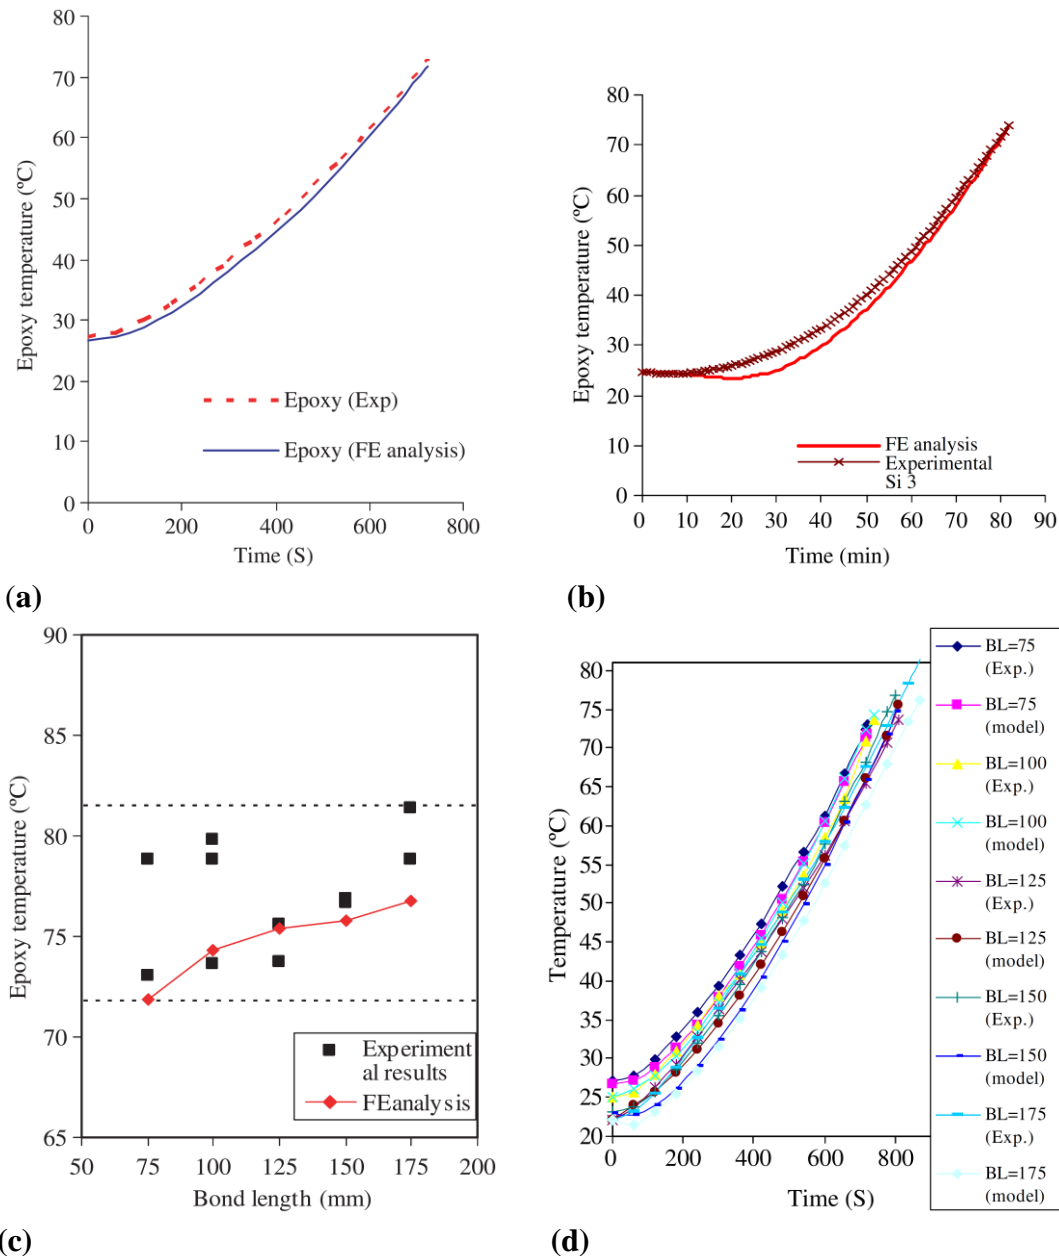 80
70
60
50
40
30
20
10
0
Epoxy temperature (ºC)
Epoxy (Exp)
Epoxy (FE analysis)
0 200 400 600 800
Time (S)
(a)
80
70
60
50
40
30
20
10
0
Epoxy temperature (ºC)
FE analysis
Experimental
Si 3
0 10 20 30 40 50 60 70 80 90
Time (min)
(b)
90
85
80
75
70
65
Epoxy temperature (ºC)
Experiment
al results
FEanalysis
50 75 100 125 150 175 200
Bond length (mm)
(c)
80
75
70
65
60
55
50
45
40
35
30
25
20
Temperature (ºC)
0 200 400 600 800
Time (S)
BL=75
(Exp.)
BL=75
(model)
BL=100
(Exp.)
BL=100
(model)
BL=125
(Exp.)
BL=125
(model)
BL=150
(Exp.)
BL=150
(model)
BL=175
(Exp.)
BL=175
(model)
(d)